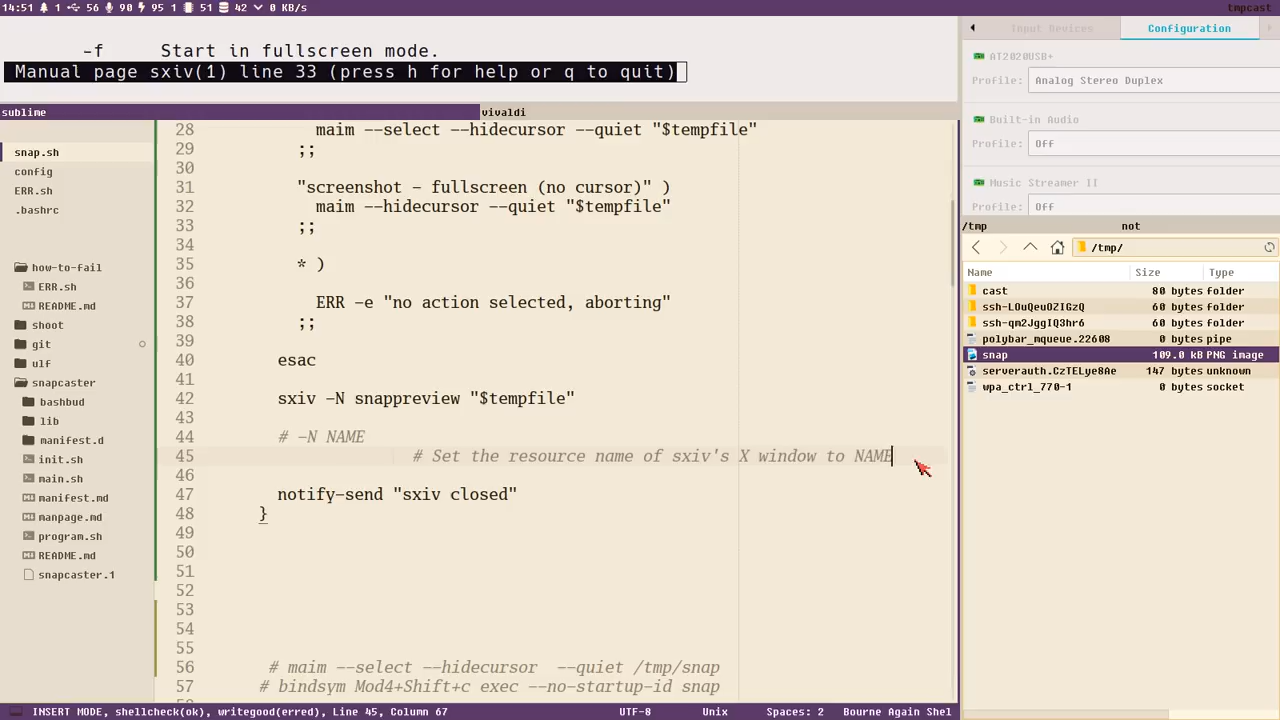 14:51 1 56 90 95 1 51 42 0 KB/s
tmpcast
-f Start in fullscreen mode.
Manual page sxiv(1) line 33 (press h for help or q to quit)
sublime
vivaldi
snap.sh
config
ERR.sh
.bashrc
how-to-fail
ERR.sh
README.md
shoot
git
ulf
snapcaster
bashbud
lib
manifest.d
init.sh
main.sh
manifest.md
manpage.md
program.sh
README.md
snapcaster.1
28 maim --select --hidecursor --quiet "$tempfile"
29 ;;
30
31 "screenshot - fullscreen (no cursor)" )
32 maim --hidecursor --quiet "$tempfile"
33 ;;
34
35 * )
36
37 ERR -e "no action selected, aborting"
38 ;;
39
40 esac
41
42 sxiv -N snappreview "$tempfile"
43
44 # -N NAME
45 # Set the resource name of sxiv's X window to NAME
46
47 notify-send "sxiv closed"
48 }
49
50
51
52
53
54
55
56 # maim --select --hidecursor --quiet /tmp/snap
57 # bindsym Mod4+Shift+c exec --no-startup-id snap
INSERT MODE, shellcheck(ok), writegood(erred), Line 45, Column 67
UTF-8
Unix
Spaces: 2
Bourne Again Shel
Input Devices
Configuration
AT2020USB+
Profile: Analog Stereo Duplex
Built-in Audio
Profile: Off
Music Streamer II
Profile: Off
/tmp
not
/tmp/
Name Size Type
cast 80 bytes folder
ssh-LOuQeuOZIGzQ 60 bytes folder
ssh-qm2JggIQ3hr6 60 bytes folder
polybar_mqueue.22608 0 bytes pipe
snap 109.0 kB PNG image
serverauth.CzTELye8Ae 147 bytes unknown
wpa_ctrl_770-1 0 bytes socket